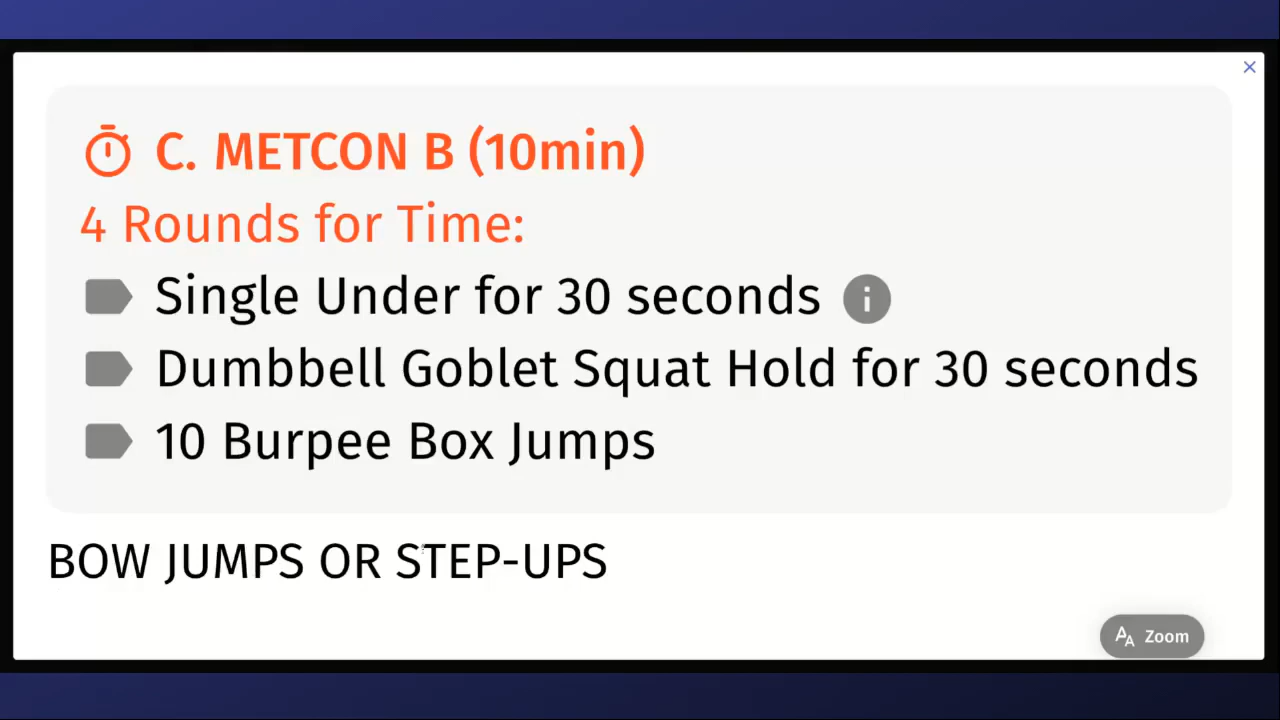 C. METCON B (10min)
4 Rounds for Time:
Single Under for 30 seconds
Dumbbell Goblet Squat Hold for 30 seconds
10 Burpee Box Jumps
BOW JUMPS OR STEP-UPS
Zoom